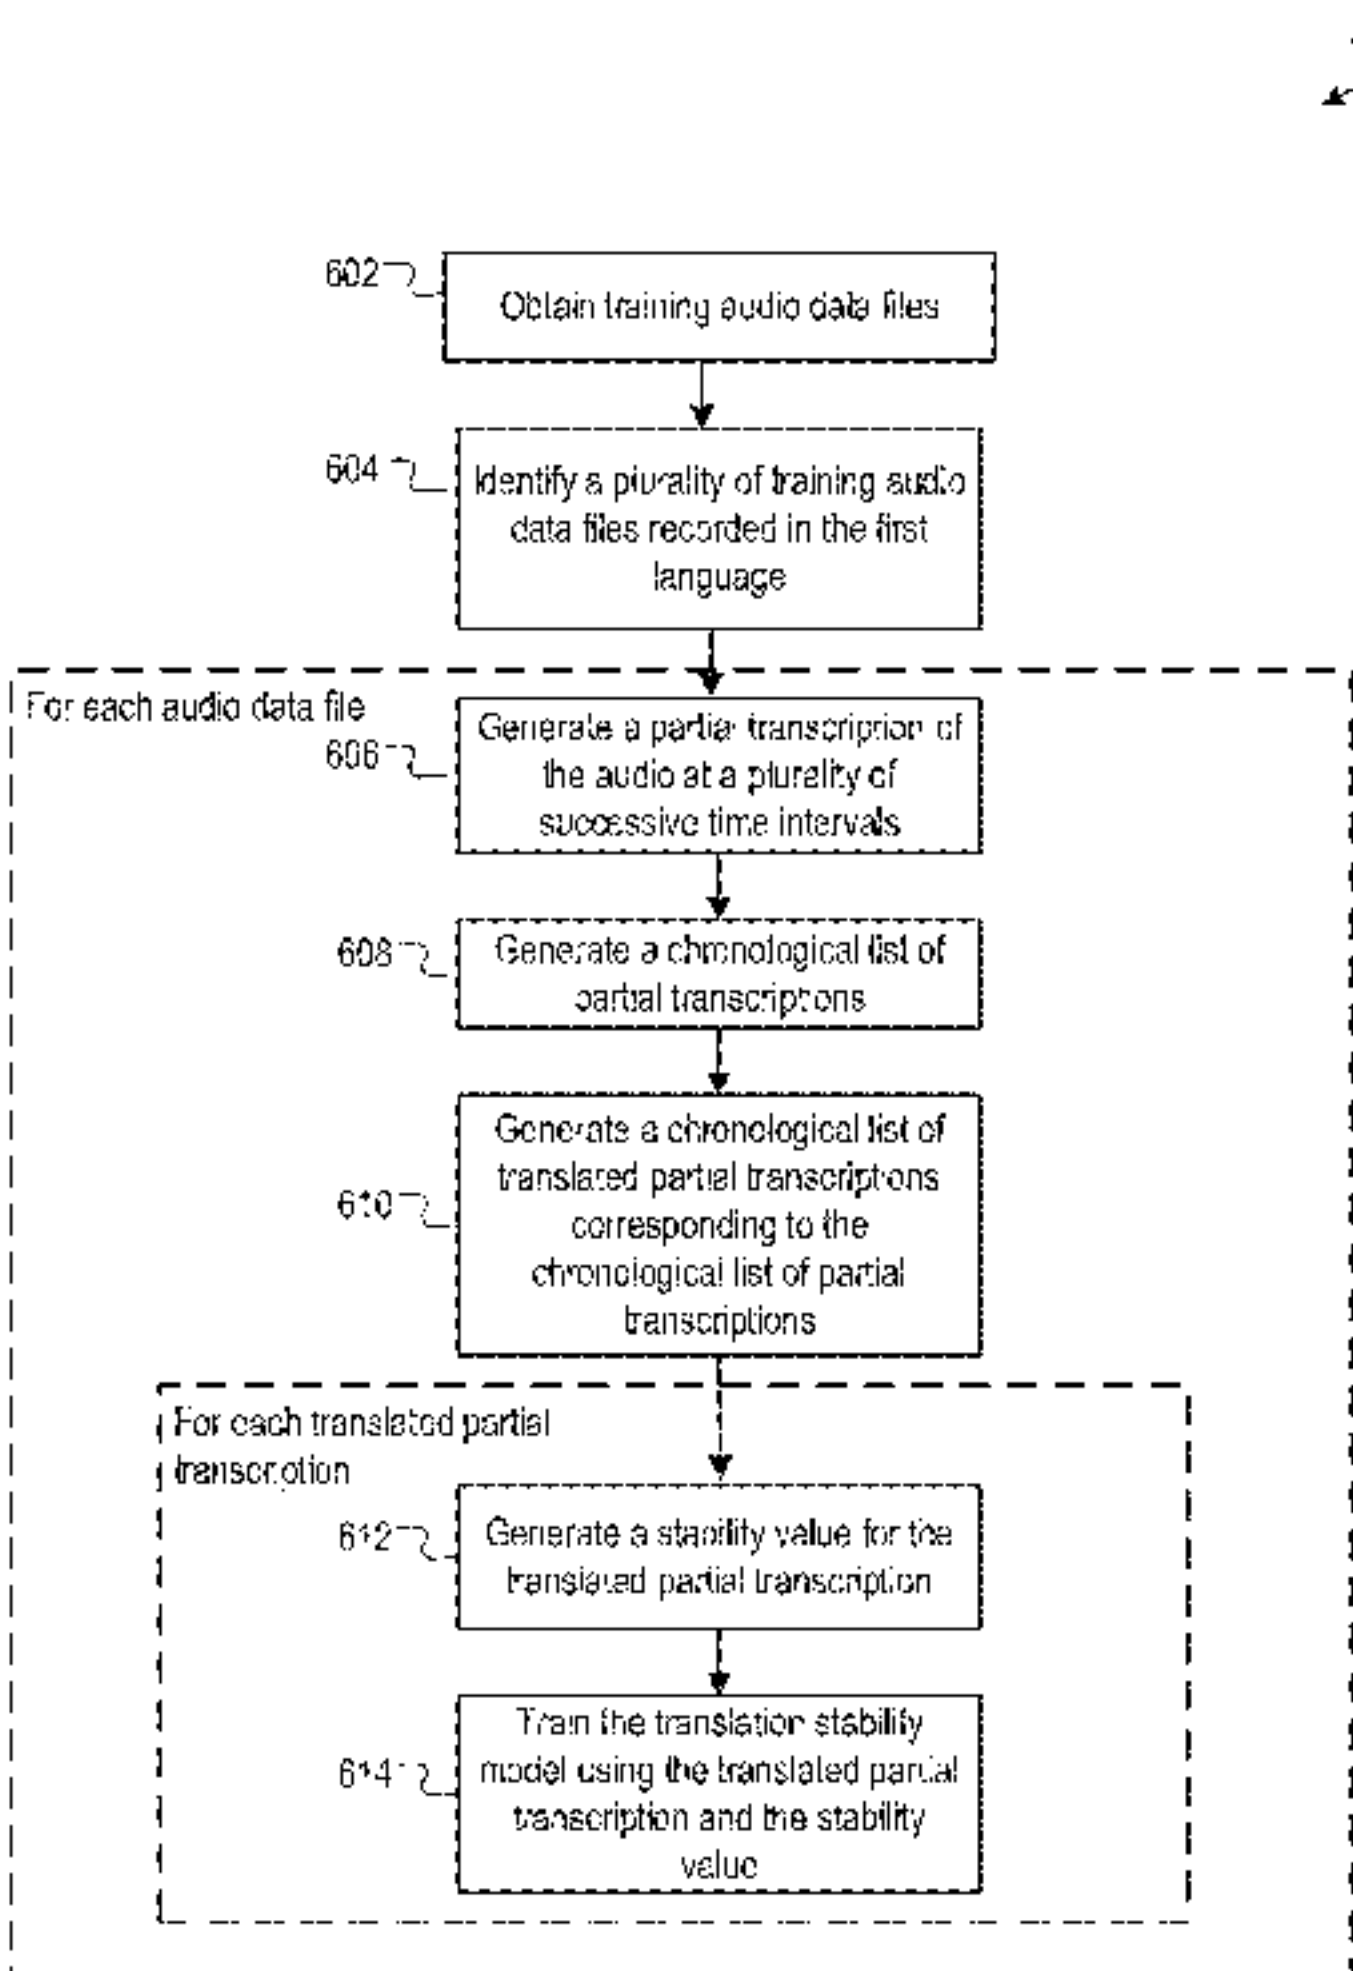 602
Obtain training audio data files
604
Identify a plurality of training audio
data files recorded in the first
language
For each audio data file
606
Generate a partial transcription of
the audio at a plurality of
successive time intervals
608
Generate a chronological list of
partial transcriptions
610
Generate a chronological list of
translated partial transcriptions
corresponding to the
chronological list of partial
transcriptions
For each translated partial
transcription
612
Generate a stability value for the
translated partial transcription
614
Train the translation stability
model using the translated partial
transcription and the stability
value